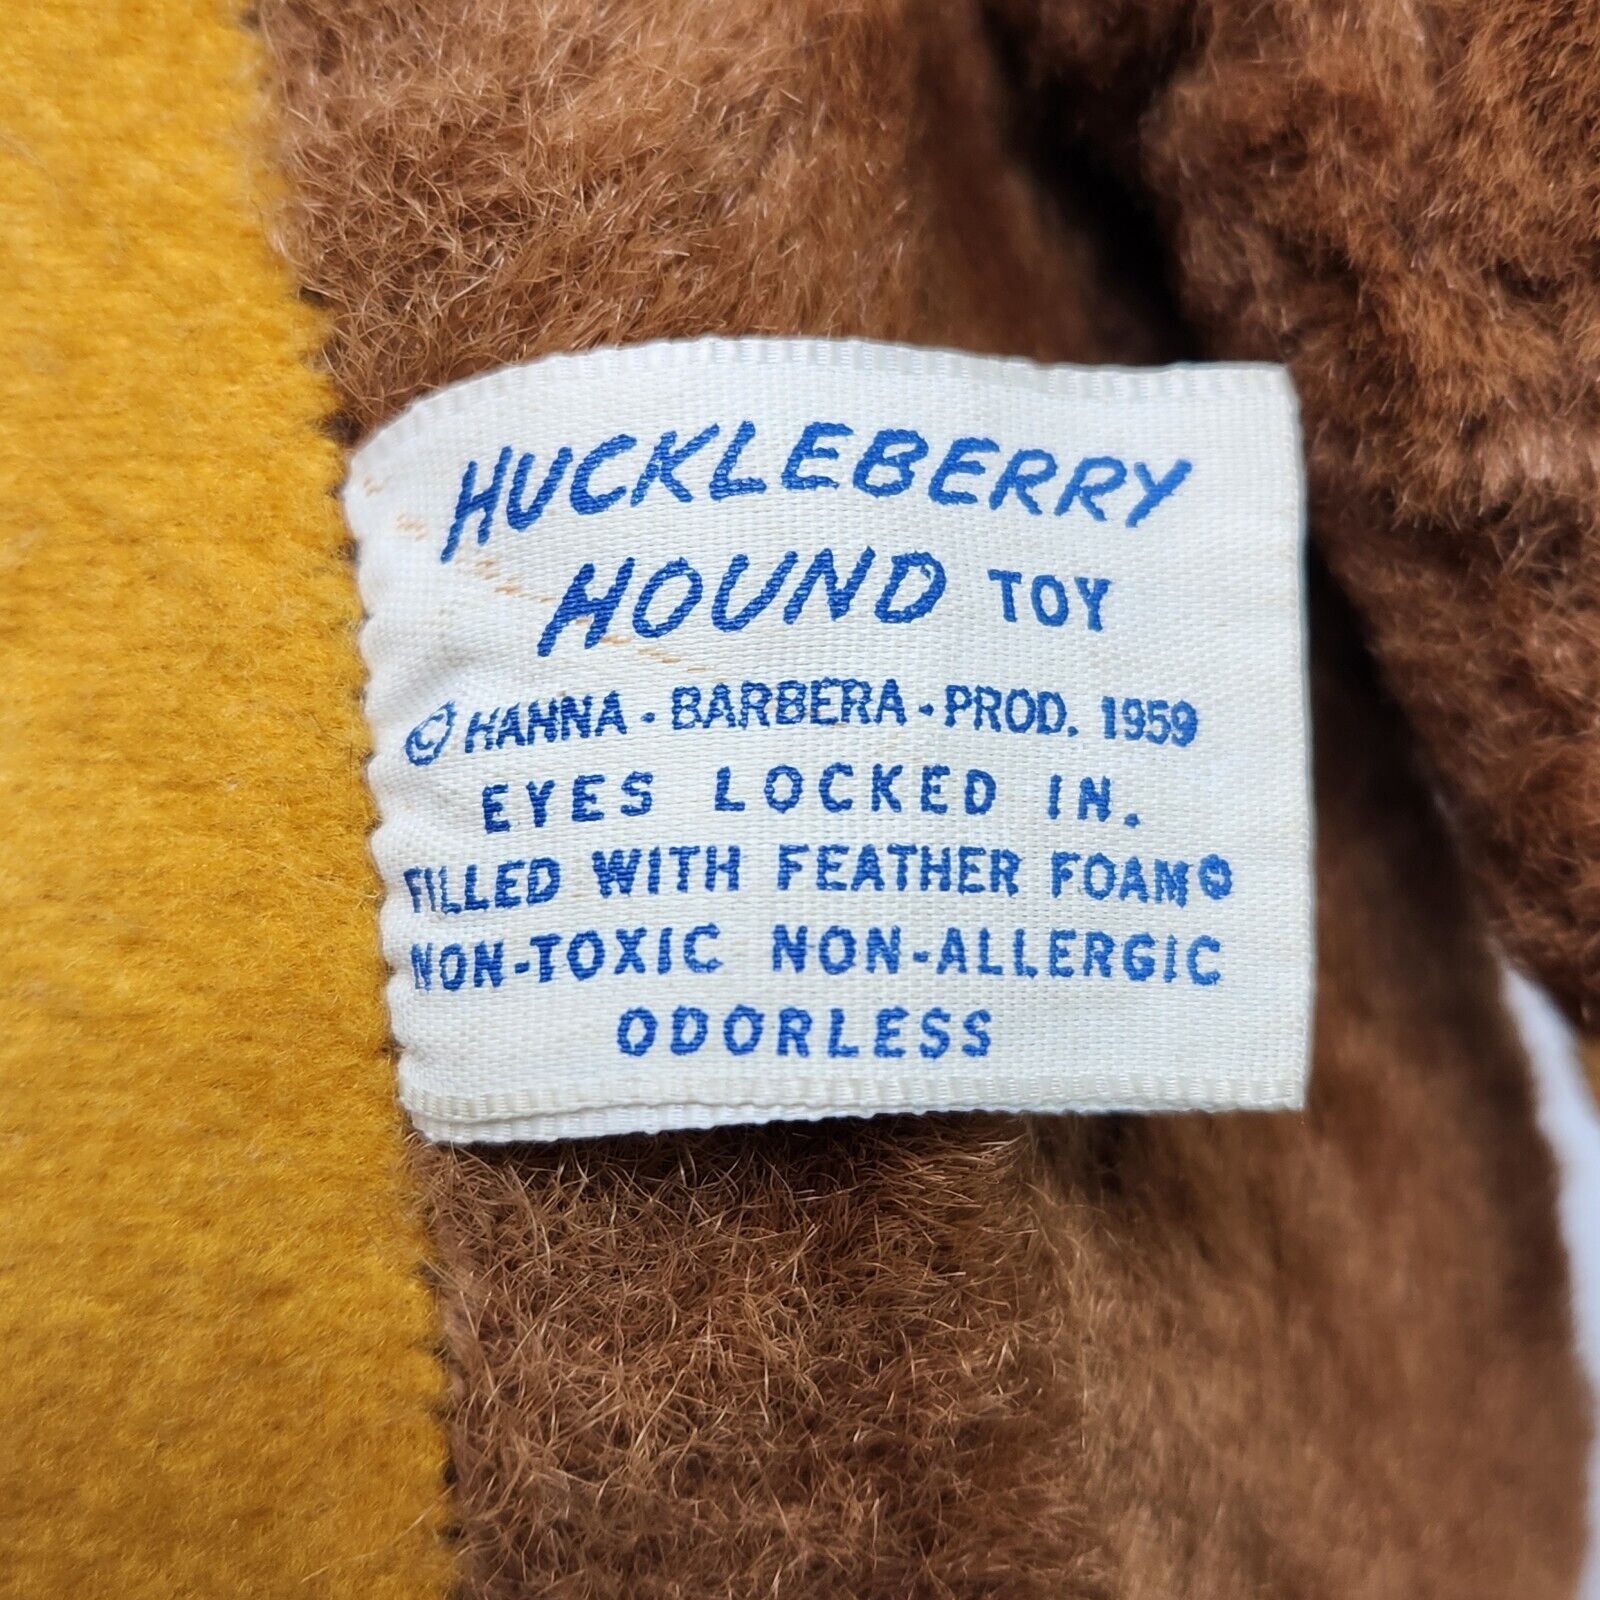 HUCKLEBERRY
HOUND TOY
© HANNA - BARBERA - PROD. 1959
EYES LOCKED IN.
FILLED WITH FEATHER FOAM®
NON-TOXIC NON-ALLERGIC
ODORLESS